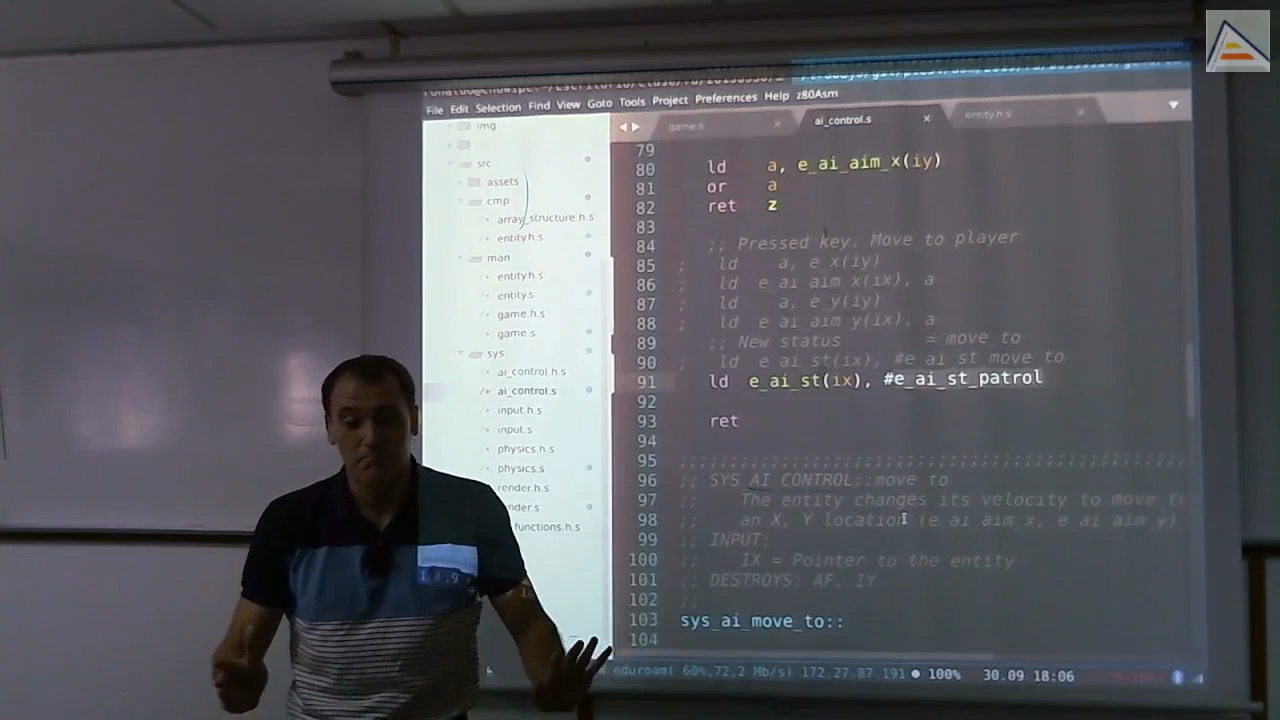 File Edit Selection Find View Goto Tools Project Preferences Help z80Asm
img
src
assets
cmp
array_structure.h.s
entity.h.s
man
entity.h.s
entity.s
game.h.s
game.s
sys
ai_control.h.s
ai_control.s
input.h.s
input.s
physics.h.s
physics.s
render.h.s
nder.s
functions.h.s
game.s ai_control.s entity.h.s
79
80 ld a, e_ai_aim_x(iy)
81 or a
82 ret z
83
84 ;; Pressed key. Move to player
85 ; ld a, e_x(iy)
86 ; ld e_ai_aim_x(ix), a
87 ; ld a, e_y(iy)
88 ; ld e_ai_aim_y(ix), a
89 ;; New status = move to
90 ; ld e_ai_st(ix), #e_ai_st_move_to
91 ld e_ai_st(ix), #e_ai_st_patrol
92
93 ret
94
95 ;;;;;;;;;;;;;;;;;;;;;;;;;;;;;;;;;;;;;
96 ;; SYS_AI_CONTROL::move_to
97 ;; The entity changes its velocity to move to
98 ;; an X, Y location (e_ai_aim_x, e_ai_aim_y)
99 ;; INPUT:
100 ;; IX = Pointer to the entity
101 ;; DESTROYS: AF, IY
102 ;;
103 sys_ai_move_to::
104
eduroam( 60%,72,2 Mb/s) 172.27.87.191 100% 30.09 18:06